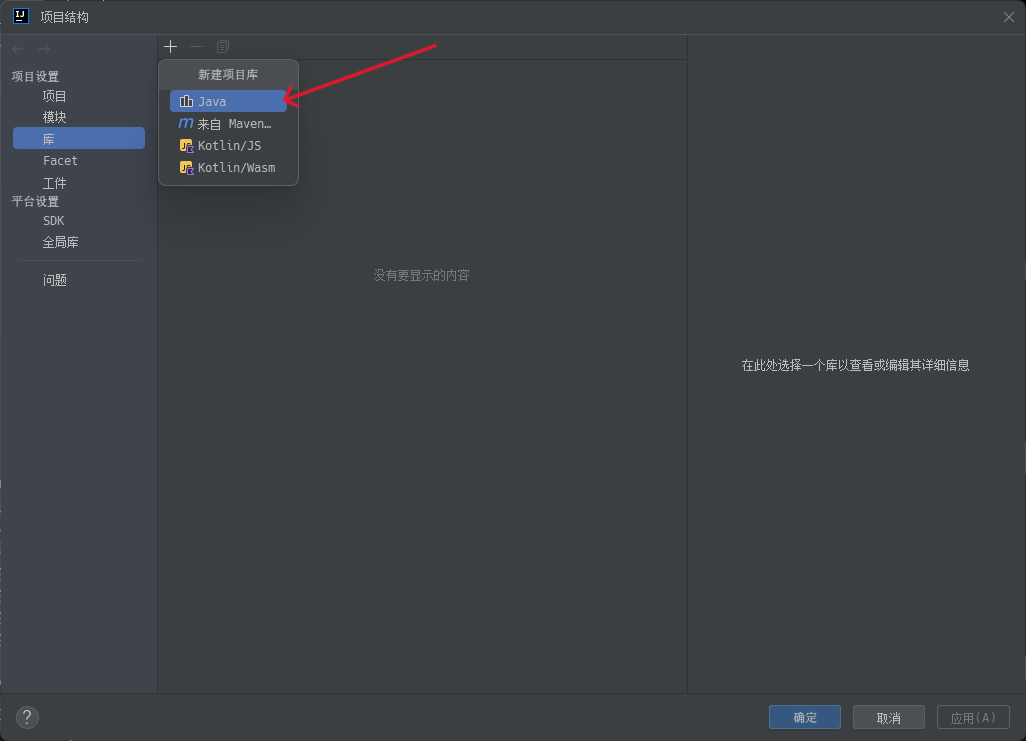 项目结构
项目设置
项目
模块
库
Facet
工件
平台设置
SDK
全局库
问题
新建项目库
Java
来自 Maven…
Kotlin/JS
Kotlin/Wasm
没有要显示的内容
在此处选择一个库以查看或编辑其详细信息
?
确定
取消
应用(A)